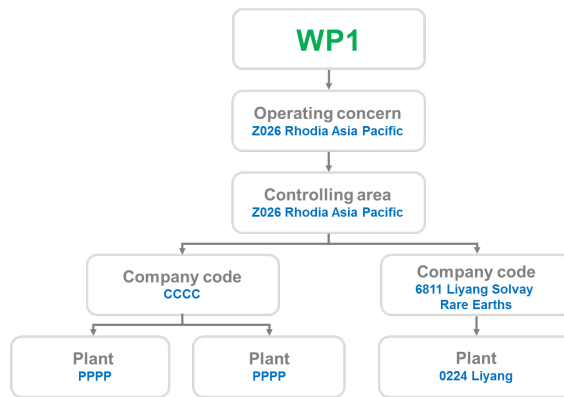 WP1
Operating concern
Z026 Rhodia Asia Pacific
Controlling area
Z026 Rhodia Asia Pacific
Company code
CCCC
Company code
6811 Liyang Solvay
Rare Earths
Plant
PPPP
Plant
PPPP
Plant
0224 Liyang